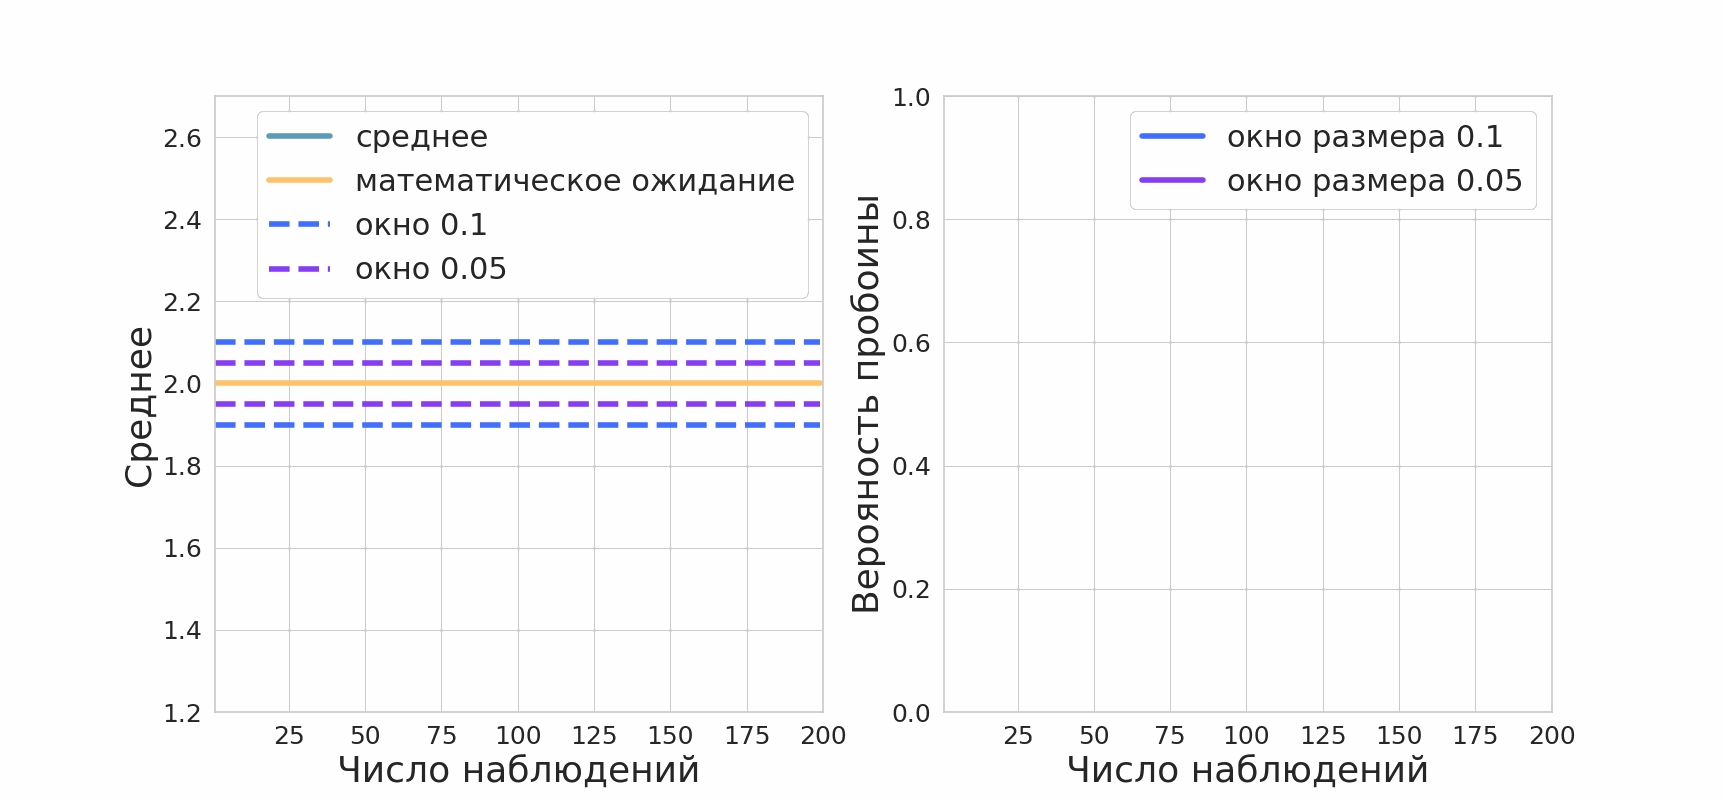 среднее
математическое ожидание
окно 0.1
окно 0.05
2.6
2.4
2.2
2.0
1.8
1.6
1.4
1.2
Среднее
25 50 75 100 125 150 175 200
Число наблюдений
окно размера 0.1
окно размера 0.05
1.0
0.8
0.6
0.4
0.2
0.0
Верояность пробоины
25 50 75 100 125 150 175 200
Число наблюдений